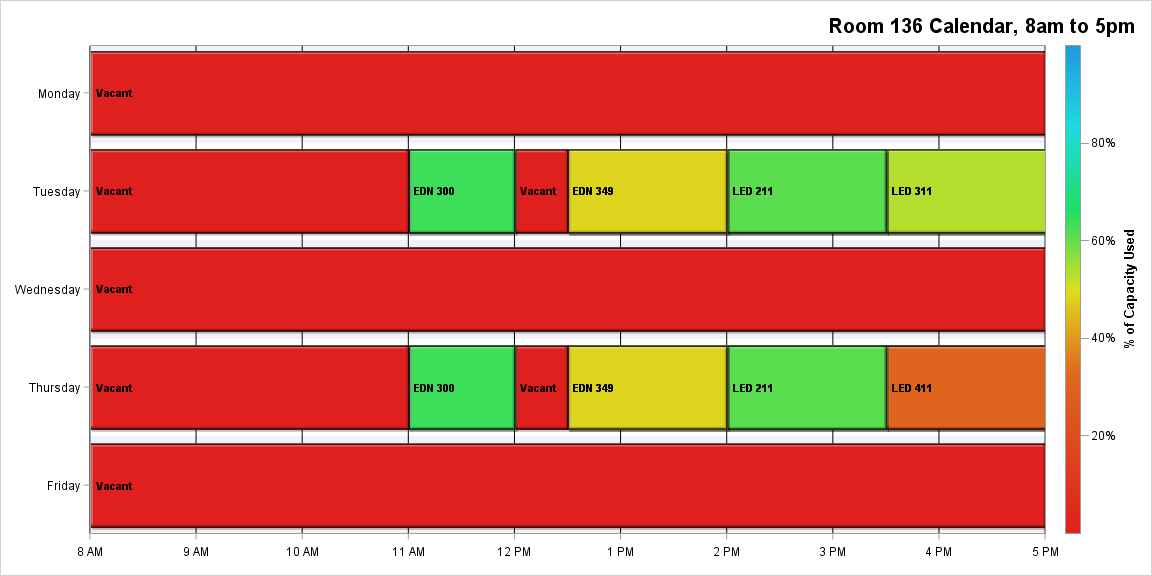 Room 136 Calendar, 8am to 5pm
Monday
Vacant
Tuesday
Vacant
EDN 300
Vacant
EDN 349
LED 211
LED 311
Wednesday
Vacant
Thursday
Vacant
EDN 300
Vacant
EDN 349
LED 211
LED 411
Friday
Vacant
8 AM
9 AM
10 AM
11 AM
12 PM
1 PM
2 PM
3 PM
4 PM
5 PM
80%
60%
40%
20%
% of Capacity Used